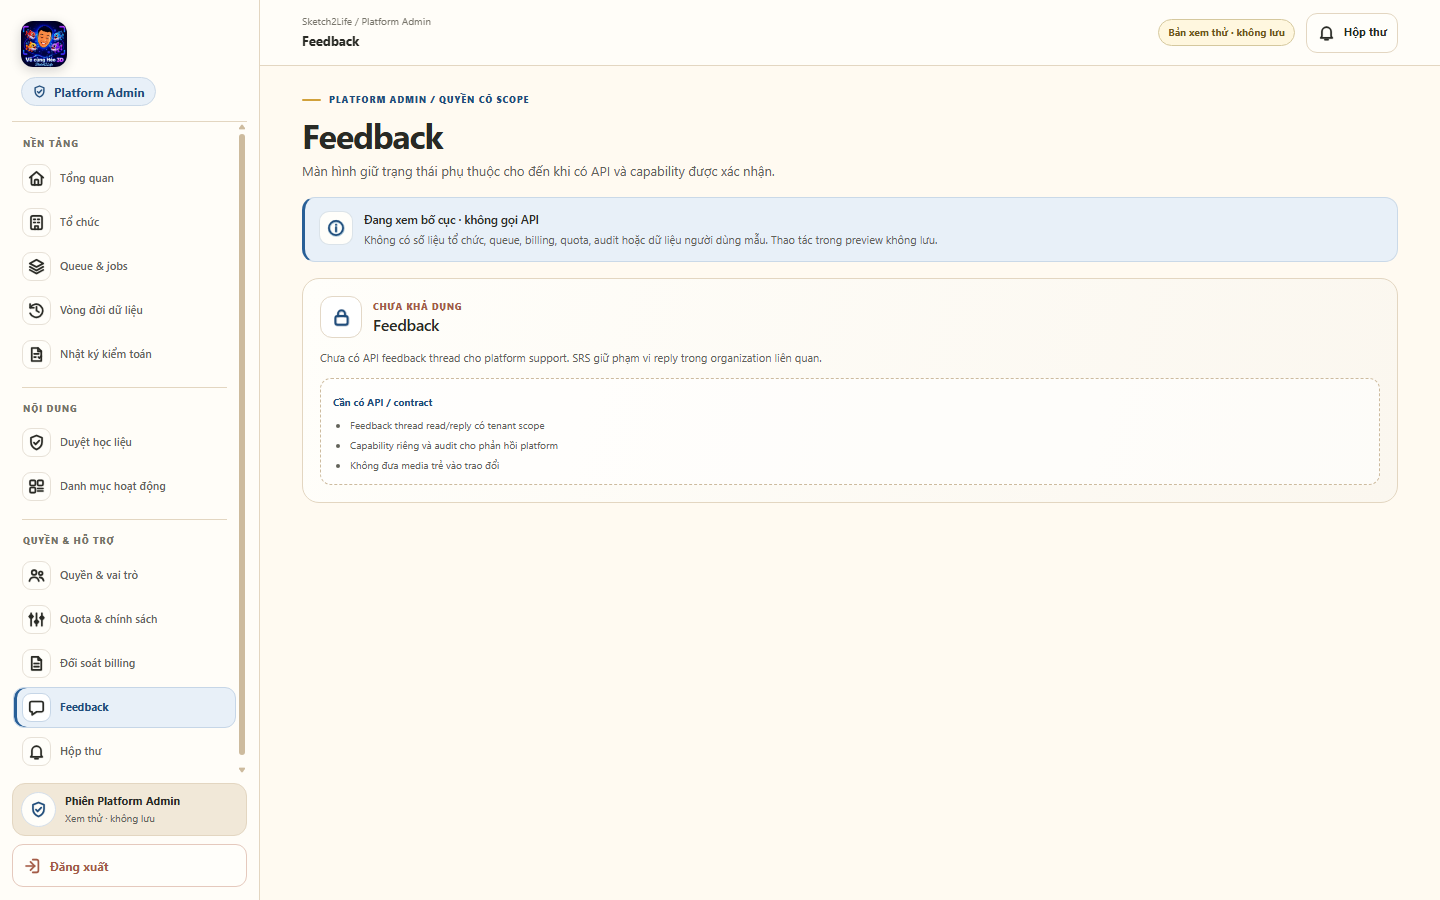 Vẽ cùng Héo 3D
Platform Admin
NỀN TẢNG
Tổng quan
Tổ chức
Queue & jobs
Vòng đời dữ liệu
Nhật ký kiểm toán
NỘI DUNG
Duyệt học liệu
Danh mục hoạt động
QUYỀN & HỖ TRỢ
Quyền & vai trò
Quota & chính sách
Đối soát billing
Feedback
Hộp thư
Phiên Platform Admin
Xem thử · không lưu
Đăng xuất
Sketch2Life / Platform Admin
Feedback
Bản xem thử · không lưu
Hộp thư
PLATFORM ADMIN / QUYỀN CÓ SCOPE
Feedback
Màn hình giữ trạng thái phụ thuộc cho đến khi có API và capability được xác nhận.
Đang xem bố cục · không gọi API
Không có số liệu tổ chức, queue, billing, quota, audit hoặc dữ liệu người dùng mẫu. Thao tác trong preview không lưu.
CHƯA KHẢ DỤNG
Feedback
Chưa có API feedback thread cho platform support. SRS giữ phạm vi reply trong organization liên quan.
Cần có API / contract
Feedback thread read/reply có tenant scope
Capability riêng và audit cho phản hồi platform
Không đưa media trẻ vào trao đổi